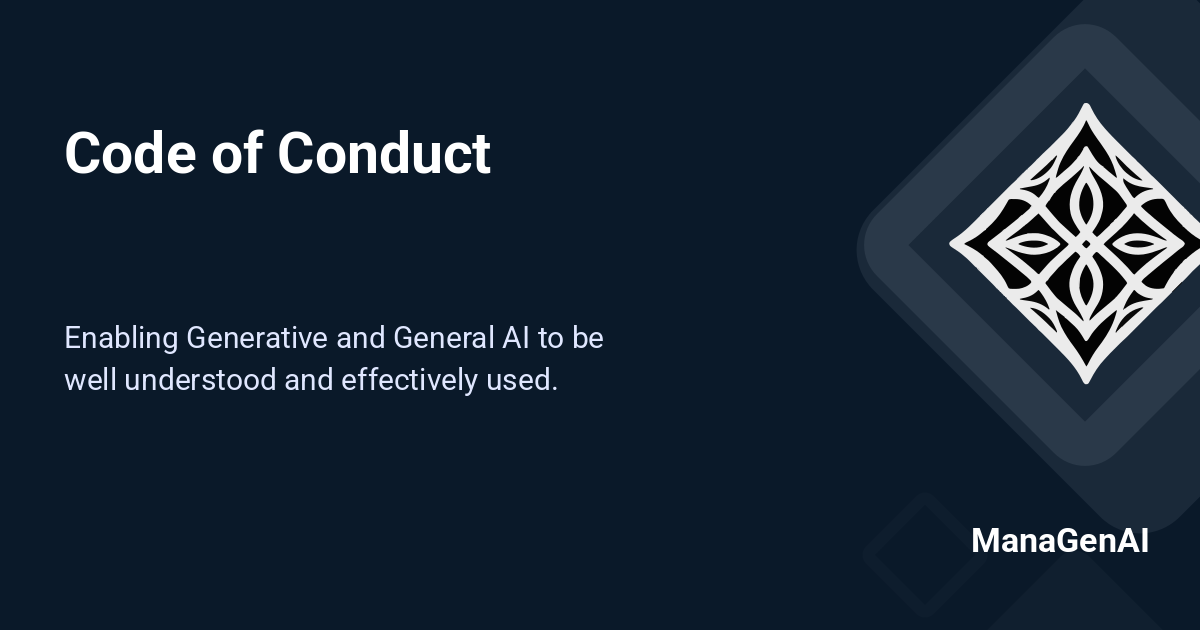 Code of Conduct
Enabling Generative and General AI to be
well understood and effectively used.
ManaGenAI